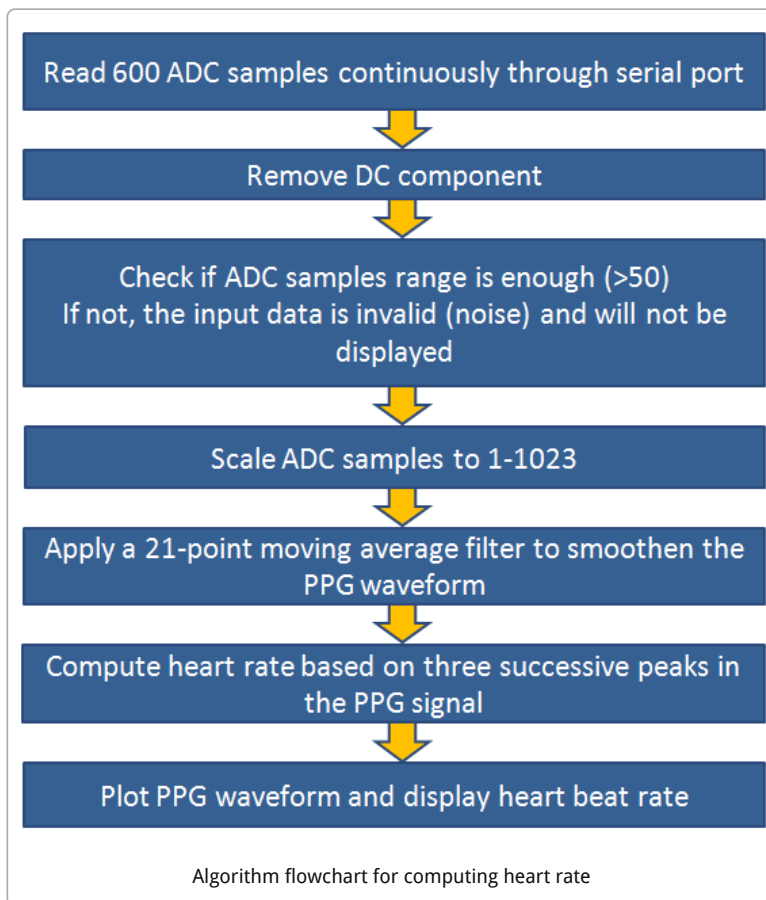 Read 600 ADC samples continuously through serial port
Remove DC component
Check if ADC samples range is enough (>50)
If not, the input data is invalid (noise) and will not be
displayed
Scale ADC samples to 1-1023
Apply a 21-point moving average filter to smoothen the
PPG waveform
Compute heart rate based on three successive peaks in
the PPG signal
Plot PPG waveform and display heart beat rate
Algorithm flowchart for computing heart rate